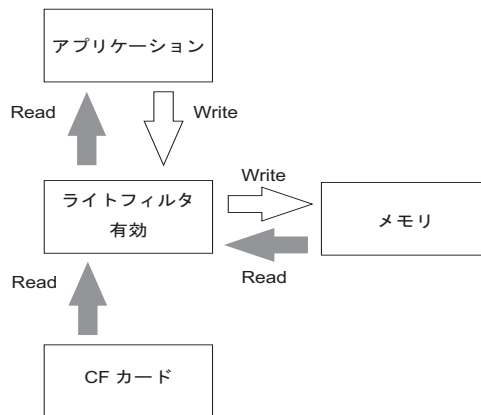 アプリケーション
Read
Write
ライトフィルタ
有効
Write
メモリ
Read
Read
CF カード